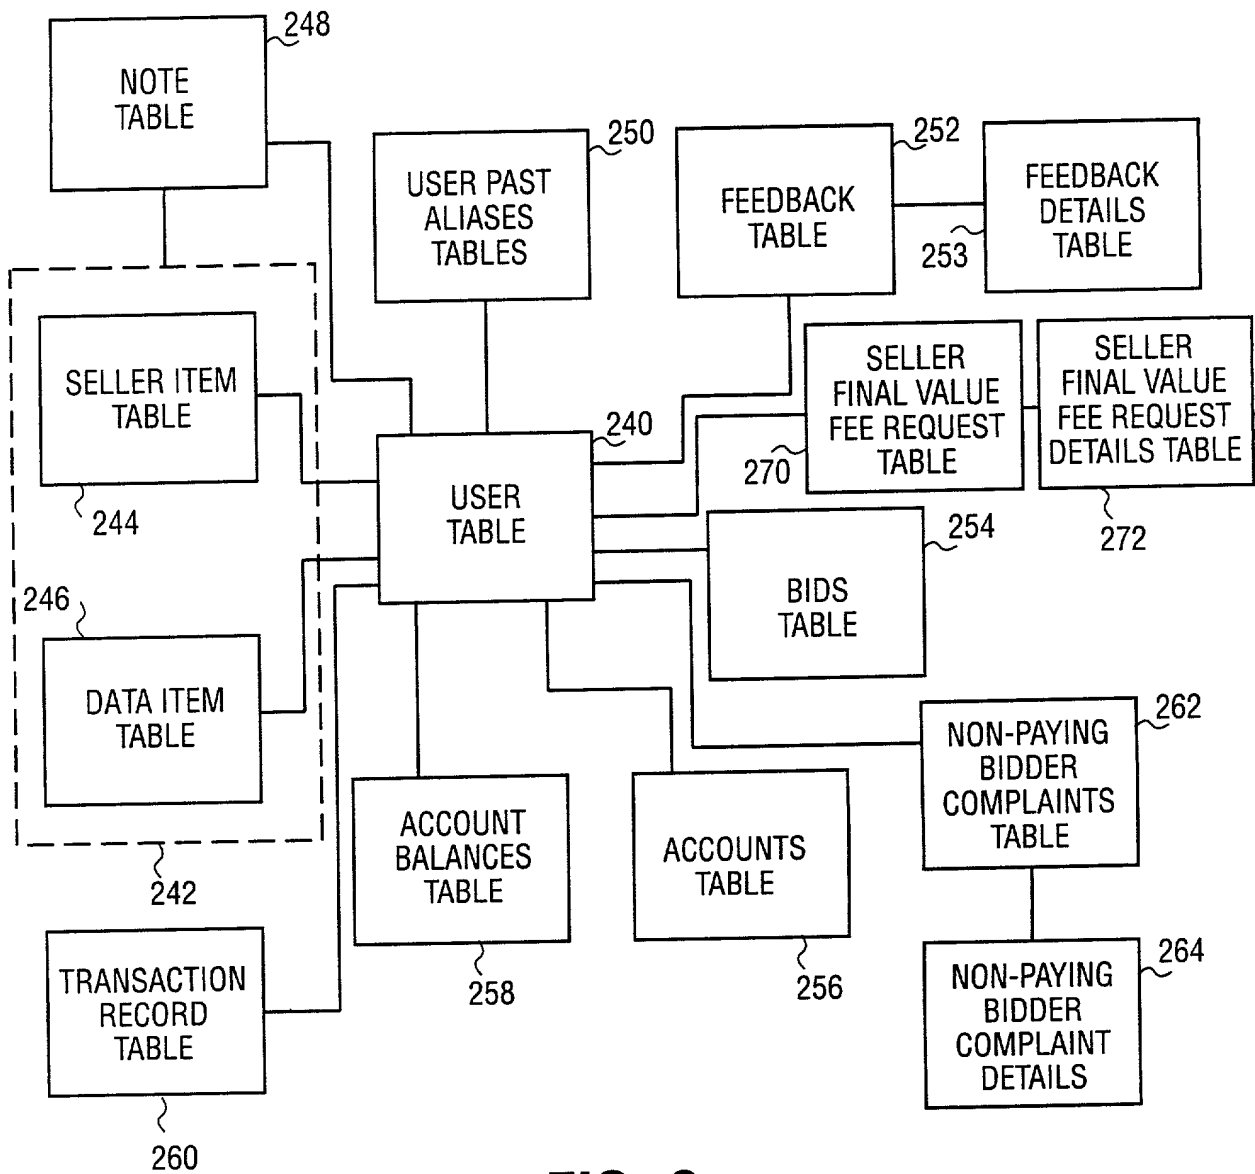 248
NOTE
TABLE
250
USER PAST
ALIASES
TABLES
252
FEEDBACK
TABLE
FEEDBACK
DETAILS
TABLE
253
SELLER ITEM
TABLE
244
SELLER
FINAL VALUE
FEE REQUEST
TABLE
270
SELLER
FINAL VALUE
FEE REQUEST
DETAILS TABLE
272
240
USER
TABLE
254
BIDS
TABLE
246
DATA ITEM
TABLE
242
262
NON-PAYING
BIDDER
COMPLAINTS
TABLE
ACCOUNT
BALANCES
TABLE
258
ACCOUNTS
TABLE
256
TRANSACTION
RECORD
TABLE
260
264
NON-PAYING
BIDDER
COMPLAINT
DETAILS